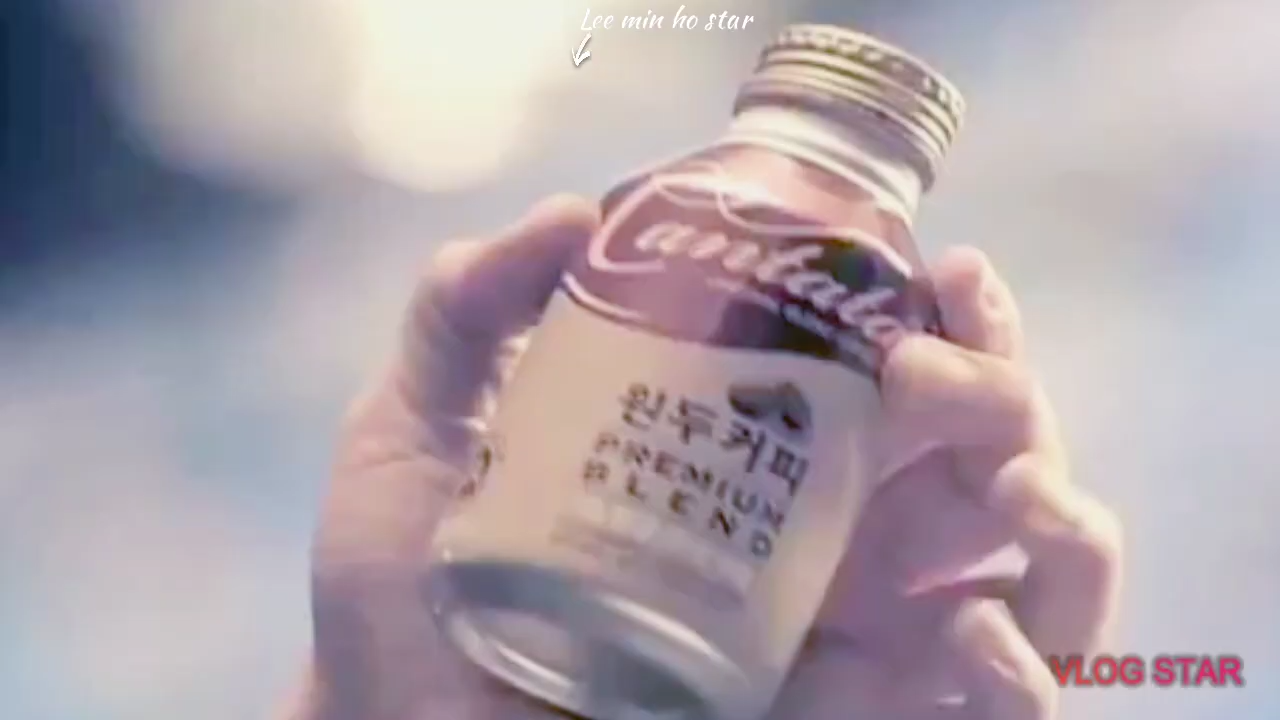 Lee min ho star
Cantata
원두커피
PREMIUM
BLEND
VLOG STAR